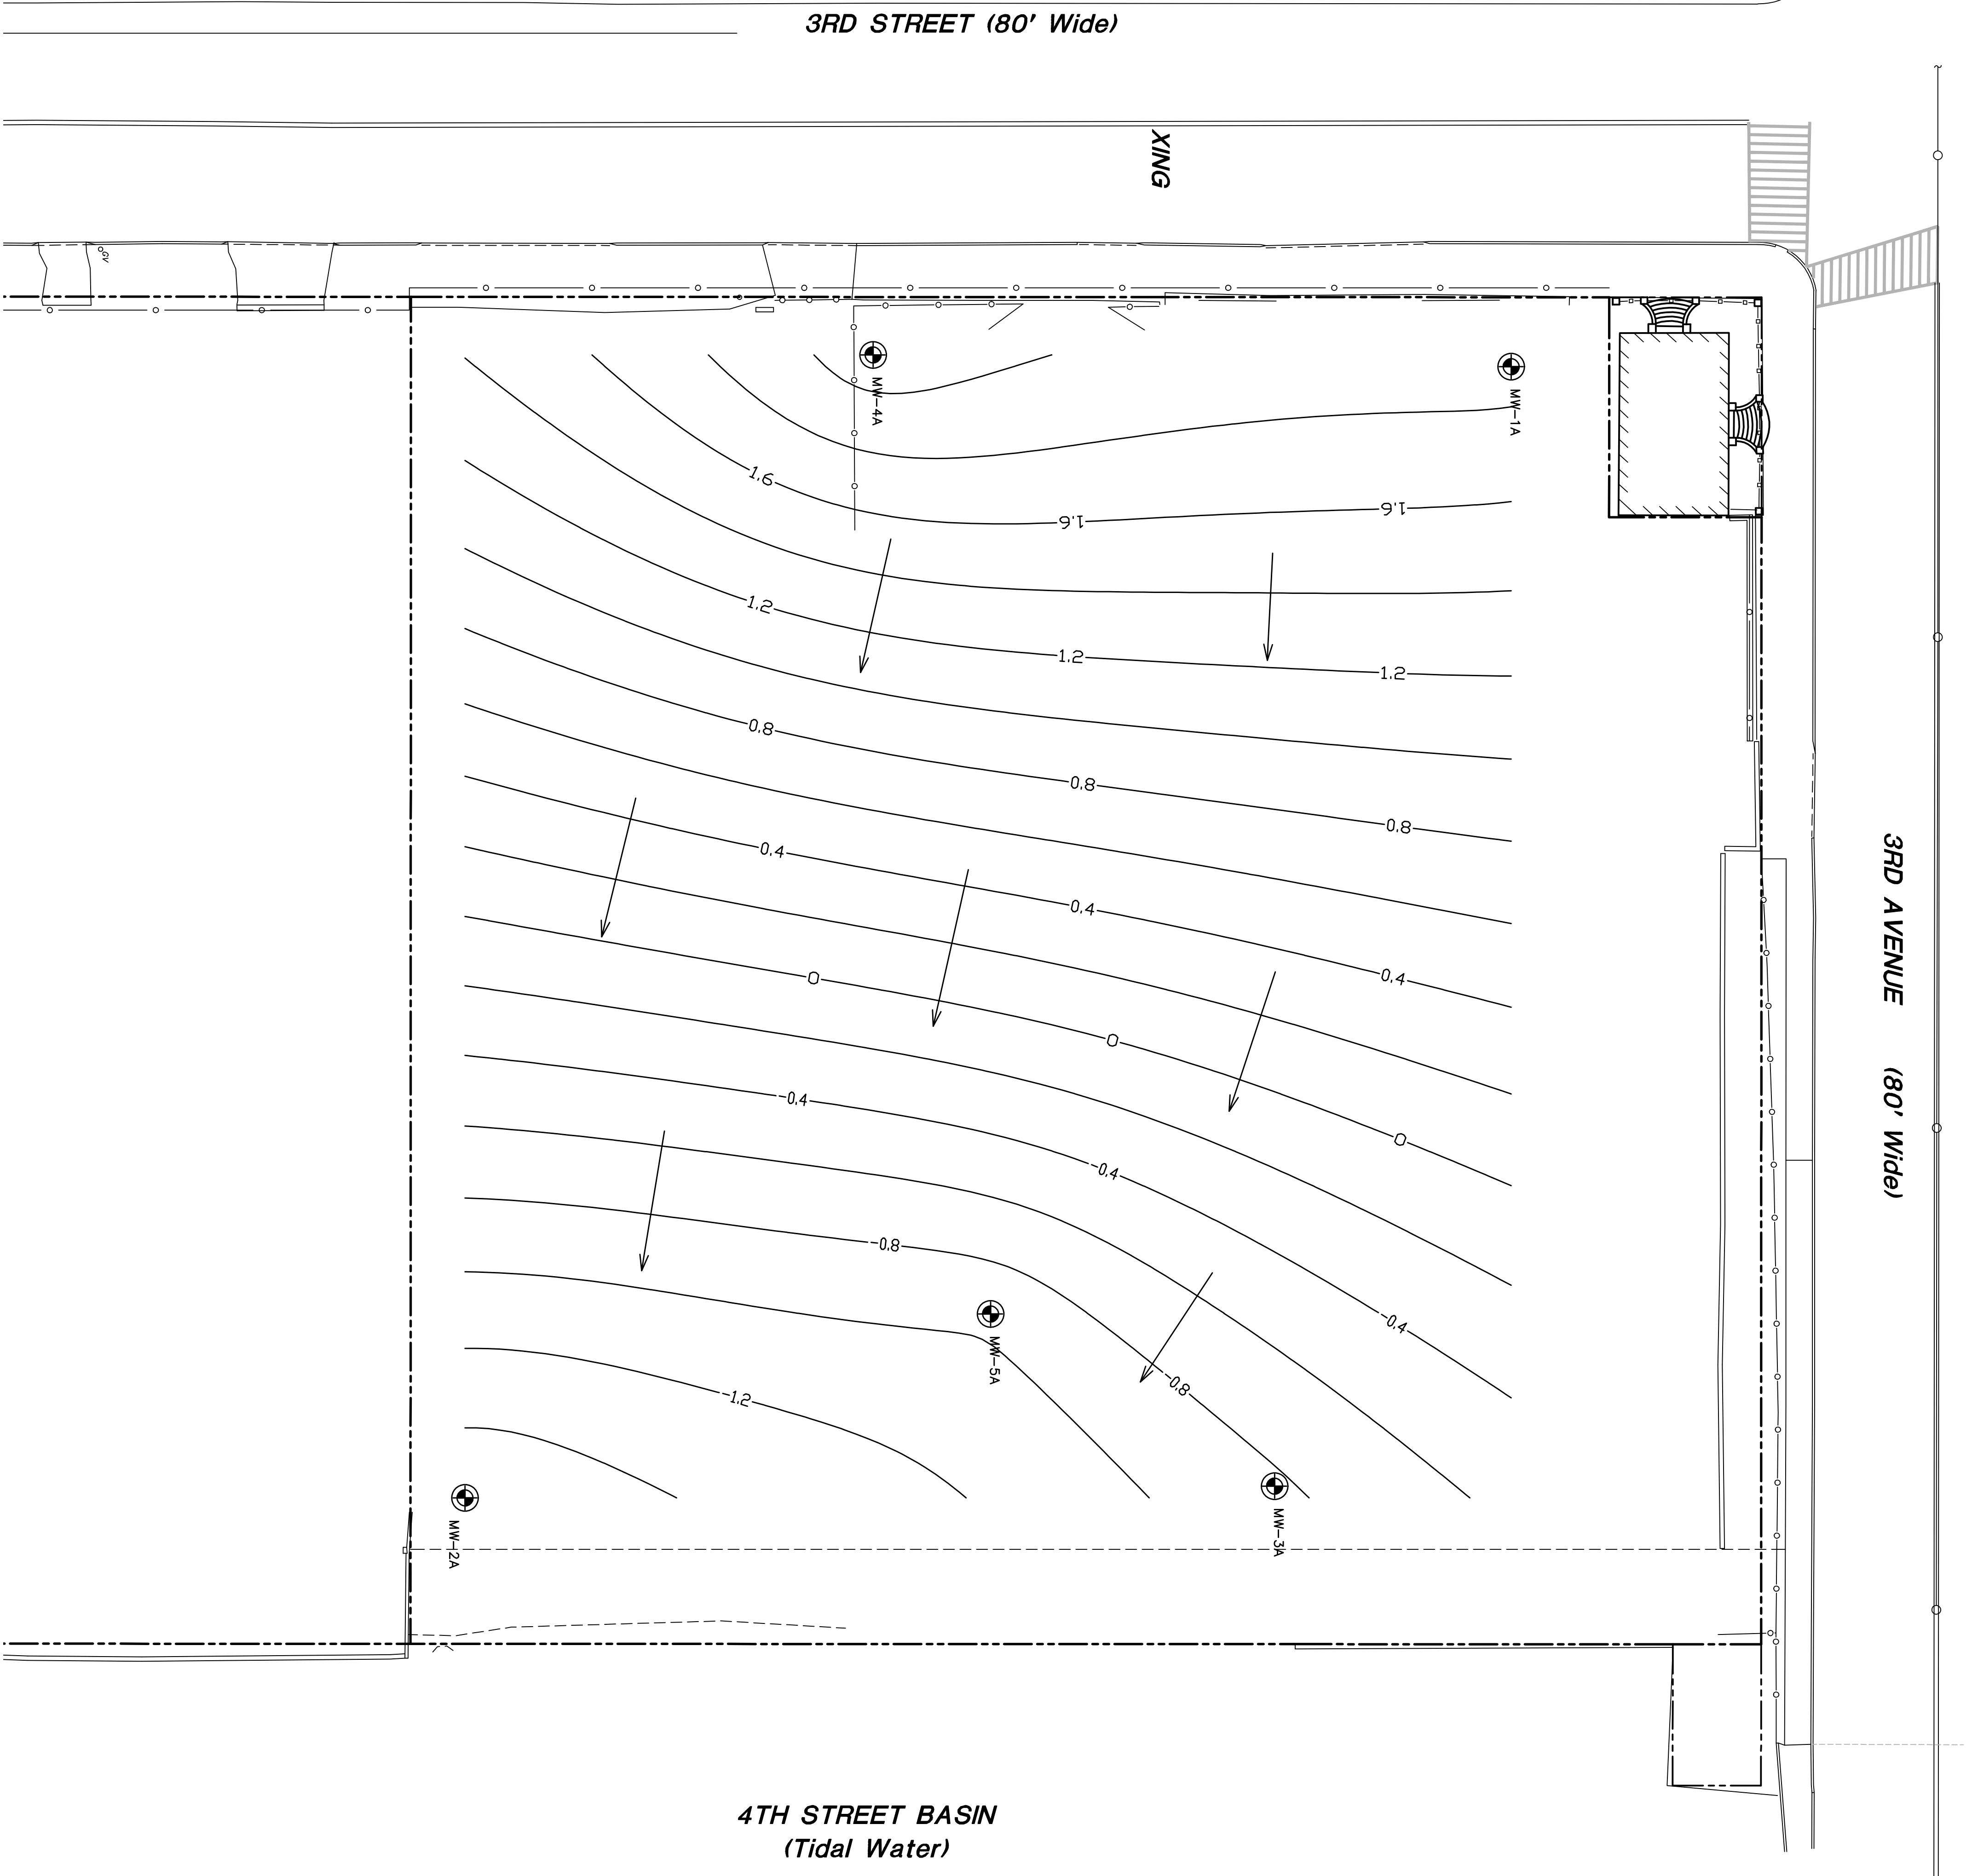 3RD STREET (80' Wide)
XING
GV
MW-4A
MW-1A
1.6
1.6
1.6
1.2
1.2
1.2
0.8
0.8
0.8
0.4
0.4
0.4
0
0
0
-0.4
-0.4
-0.4
-0.8
-0.8
-1.2
MW-5A
MW-2A
MW-3A
3RD AVENUE (80' Wide)
4TH STREET BASIN
(Tidal Water)